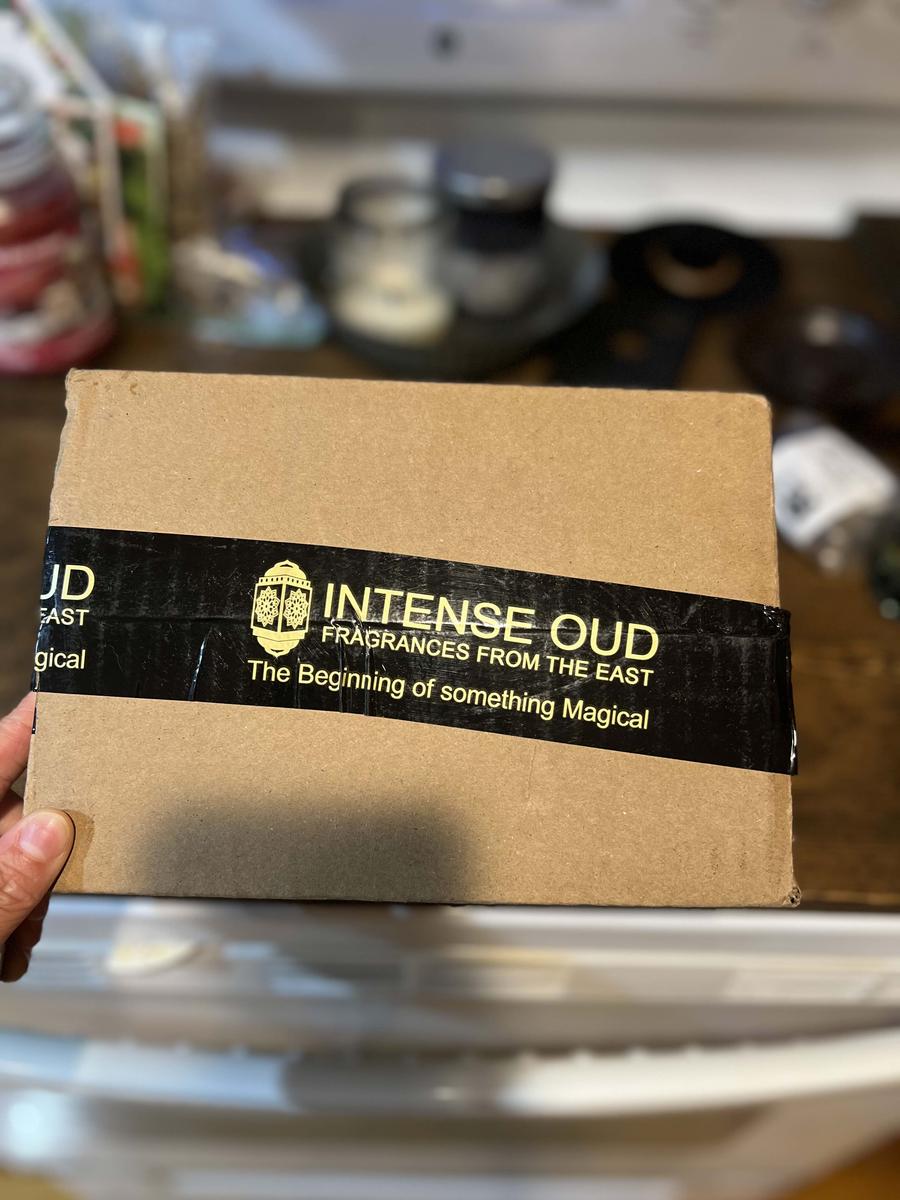 UD
EAST
gical
INTENSE OUD
FRAGRANCES FROM THE EAST
The Beginning of something Magical